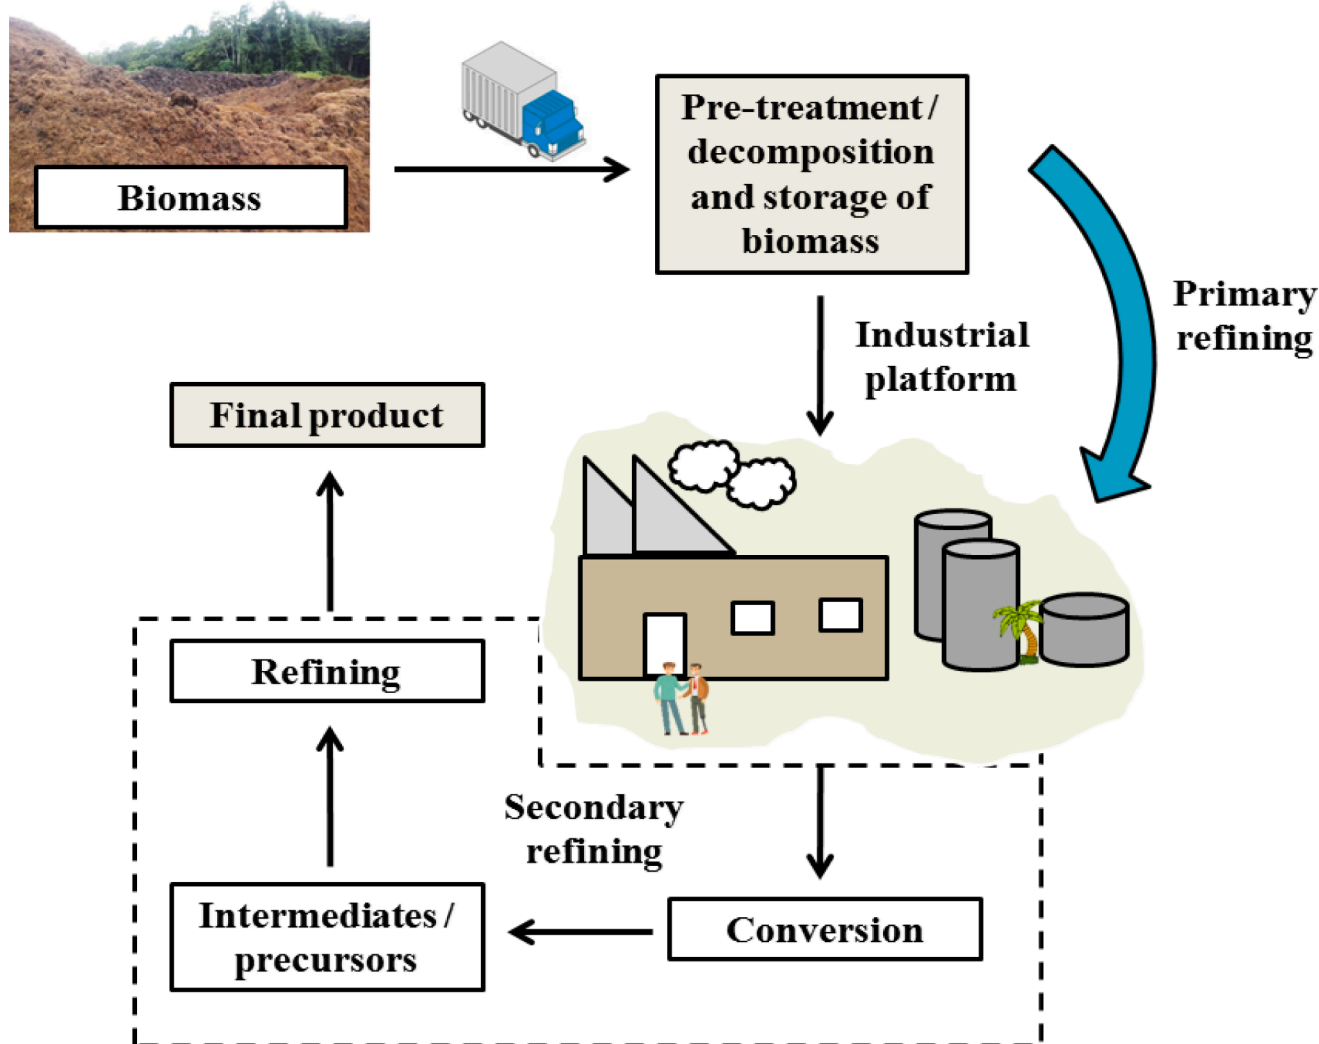 Biomass
Pre-treatment /
decomposition
and storage of
biomass
Primary
refining
Industrial
platform
Final product
Refining
Secondary
refining
Intermediates /
precursors
Conversion